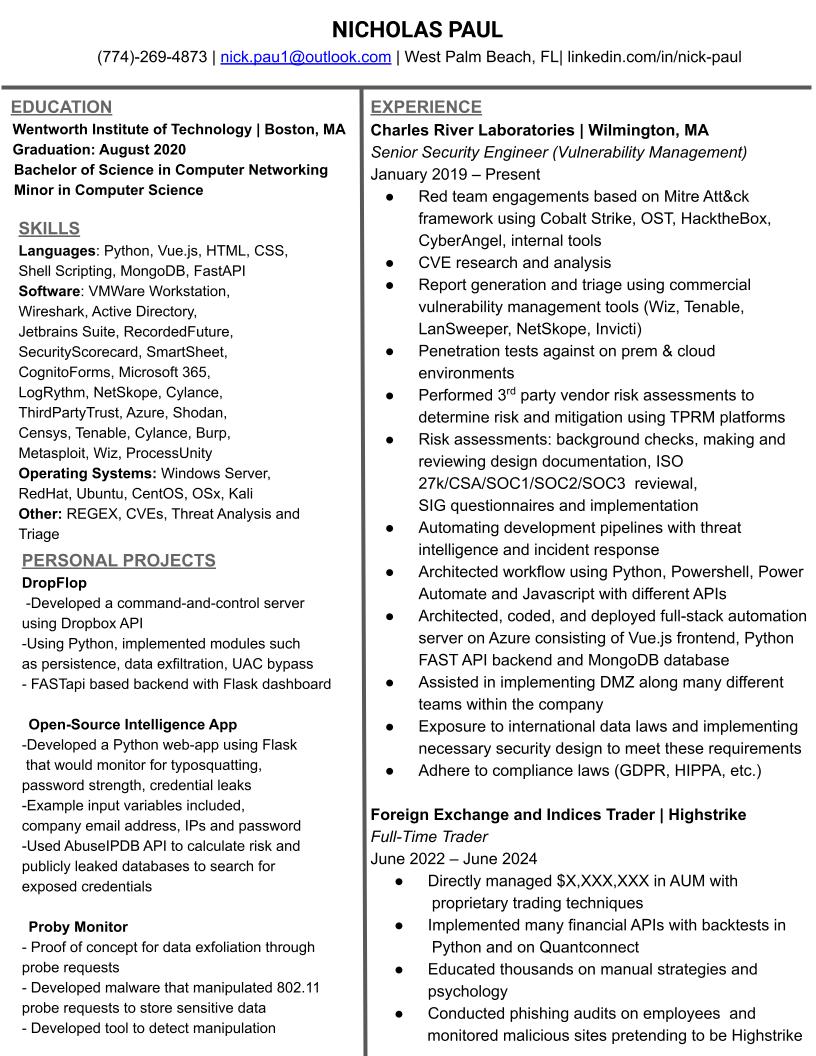 NICHOLAS PAUL
(774)-269-4873 | nick.pau1@outlook.com | West Palm Beach, FL| linkedin.com/in/nick-paul
EDUCATION
Wentworth Institute of Technology | Boston, MA
Graduation: August 2020
Bachelor of Science in Computer Networking
Minor in Computer Science
SKILLS
Languages: Python, Vue.js, HTML, CSS,
Shell Scripting, MongoDB, FastAPI
Software: VMWare Workstation,
Wireshark, Active Directory,
Jetbrains Suite, RecordedFuture,
SecurityScorecard, SmartSheet,
CognitoForms, Microsoft 365,
LogRythm, NetSkope, Cylance,
ThirdPartyTrust, Azure, Shodan,
Censys, Tenable, Cylance, Burp,
Metasploit, Wiz, ProcessUnity
Operating Systems: Windows Server,
RedHat, Ubuntu, CentOS, OSx, Kali
Other: REGEX, CVEs, Threat Analysis and
Triage
PERSONAL PROJECTS
DropFlop
-Developed a command-and-control server
using Dropbox API
-Using Python, implemented modules such
as persistence, data exfiltration, UAC bypass
- FASTapi based backend with Flask dashboard
Open-Source Intelligence App
-Developed a Python web-app using Flask
that would monitor for typosquatting,
password strength, credential leaks
-Example input variables included,
company email address, IPs and password
-Used AbuseIPDB API to calculate risk and
publicly leaked databases to search for
exposed credentials
Proby Monitor
- Proof of concept for data exfoliation through
probe requests
- Developed malware that manipulated 802.11
probe requests to store sensitive data
- Developed tool to detect manipulation
EXPERIENCE
Charles River Laboratories | Wilmington, MA
Senior Security Engineer (Vulnerability Management)
January 2019 – Present
● Red team engagements based on Mitre Att&ck
framework using Cobalt Strike, OST, HacktheBox,
CyberAngel, internal tools
● CVE research and analysis
● Report generation and triage using commercial
vulnerability management tools (Wiz, Tenable,
LanSweeper, NetSkope, Invicti)
● Penetration tests against on prem & cloud
environments
● Performed 3rd party vendor risk assessments to
determine risk and mitigation using TPRM platforms
● Risk assessments: background checks, making and
reviewing design documentation, ISO
27k/CSA/SOC1/SOC2/SOC3 reviewal,
SIG questionnaires and implementation
● Automating development pipelines with threat
intelligence and incident response
● Architected workflow using Python, Powershell, Power
Automate and Javascript with different APIs
● Architected, coded, and deployed full-stack automation
server on Azure consisting of Vue.js frontend, Python
FAST API backend and MongoDB database
● Assisted in implementing DMZ along many different
teams within the company
● Exposure to international data laws and implementing
necessary security design to meet these requirements
● Adhere to compliance laws (GDPR, HIPPA, etc.)
Foreign Exchange and Indices Trader | Highstrike
Full-Time Trader
June 2022 – June 2024
● Directly managed $X,XXX,XXX in AUM with
proprietary trading techniques
● Implemented many financial APIs with backtests in
Python and on Quantconnect
● Educated thousands on manual strategies and
psychology
● Conducted phishing audits on employees and
monitored malicious sites pretending to be Highstrike